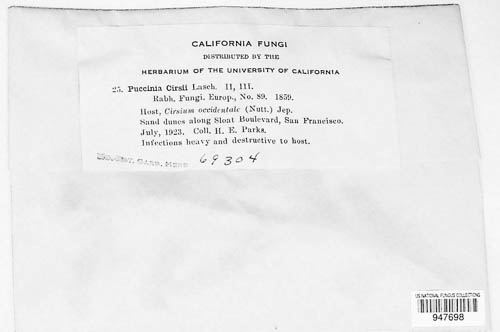 CALIFORNIA FUNGI
DISTRIBUTED BY THE
HERBARIUM OF THE UNIVERSITY OF CALIFORNIA
25. Puccinia Cirsii Lasch. II, III.
Rabh. Fungi. Europ., No. 89. 1859.
Host, Cirsium occidentale (Nutt.) Jep.
Sand dunes along Sloat Boulevard, San Francisco.
July, 1923. Coll. H. E. Parks.
Infections heavy and destructive to host.
69304
US NATIONAL FUNGUS COLLECTIONS
947698